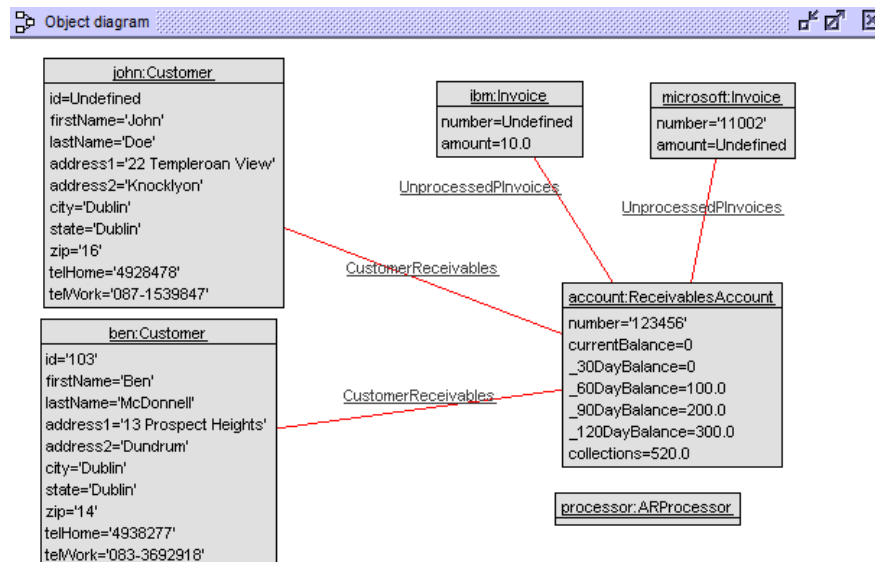 Object diagram
john:Customer
id=Undefined
firstName='John'
lastName='Doe'
address1='22 Templeroan View'
address2='Knocklyon'
city='Dublin'
state='Dublin'
zip='16'
telHome='4928478'
telWork='087-1539847'
ibm:Invoice
number=Undefined
amount=10.0
microsoft:Invoice
number='11002'
amount=Undefined
UnprocessedPInvoices
UnprocessedPInvoices
CustomerReceivables
account:ReceivablesAccount
number='123456'
currentBalance=0
_30DayBalance=0
_60DayBalance=100.0
_90DayBalance=200.0
_120DayBalance=300.0
collections=520.0
ben:Customer
id='103'
firstName='Ben'
lastName='McDonnell'
address1='13 Prospect Heights'
address2='Dundrum'
city='Dublin'
state='Dublin'
zip='14'
telHome='4938277'
telWork='083-3692918'
CustomerReceivables
processor:ARProcessor